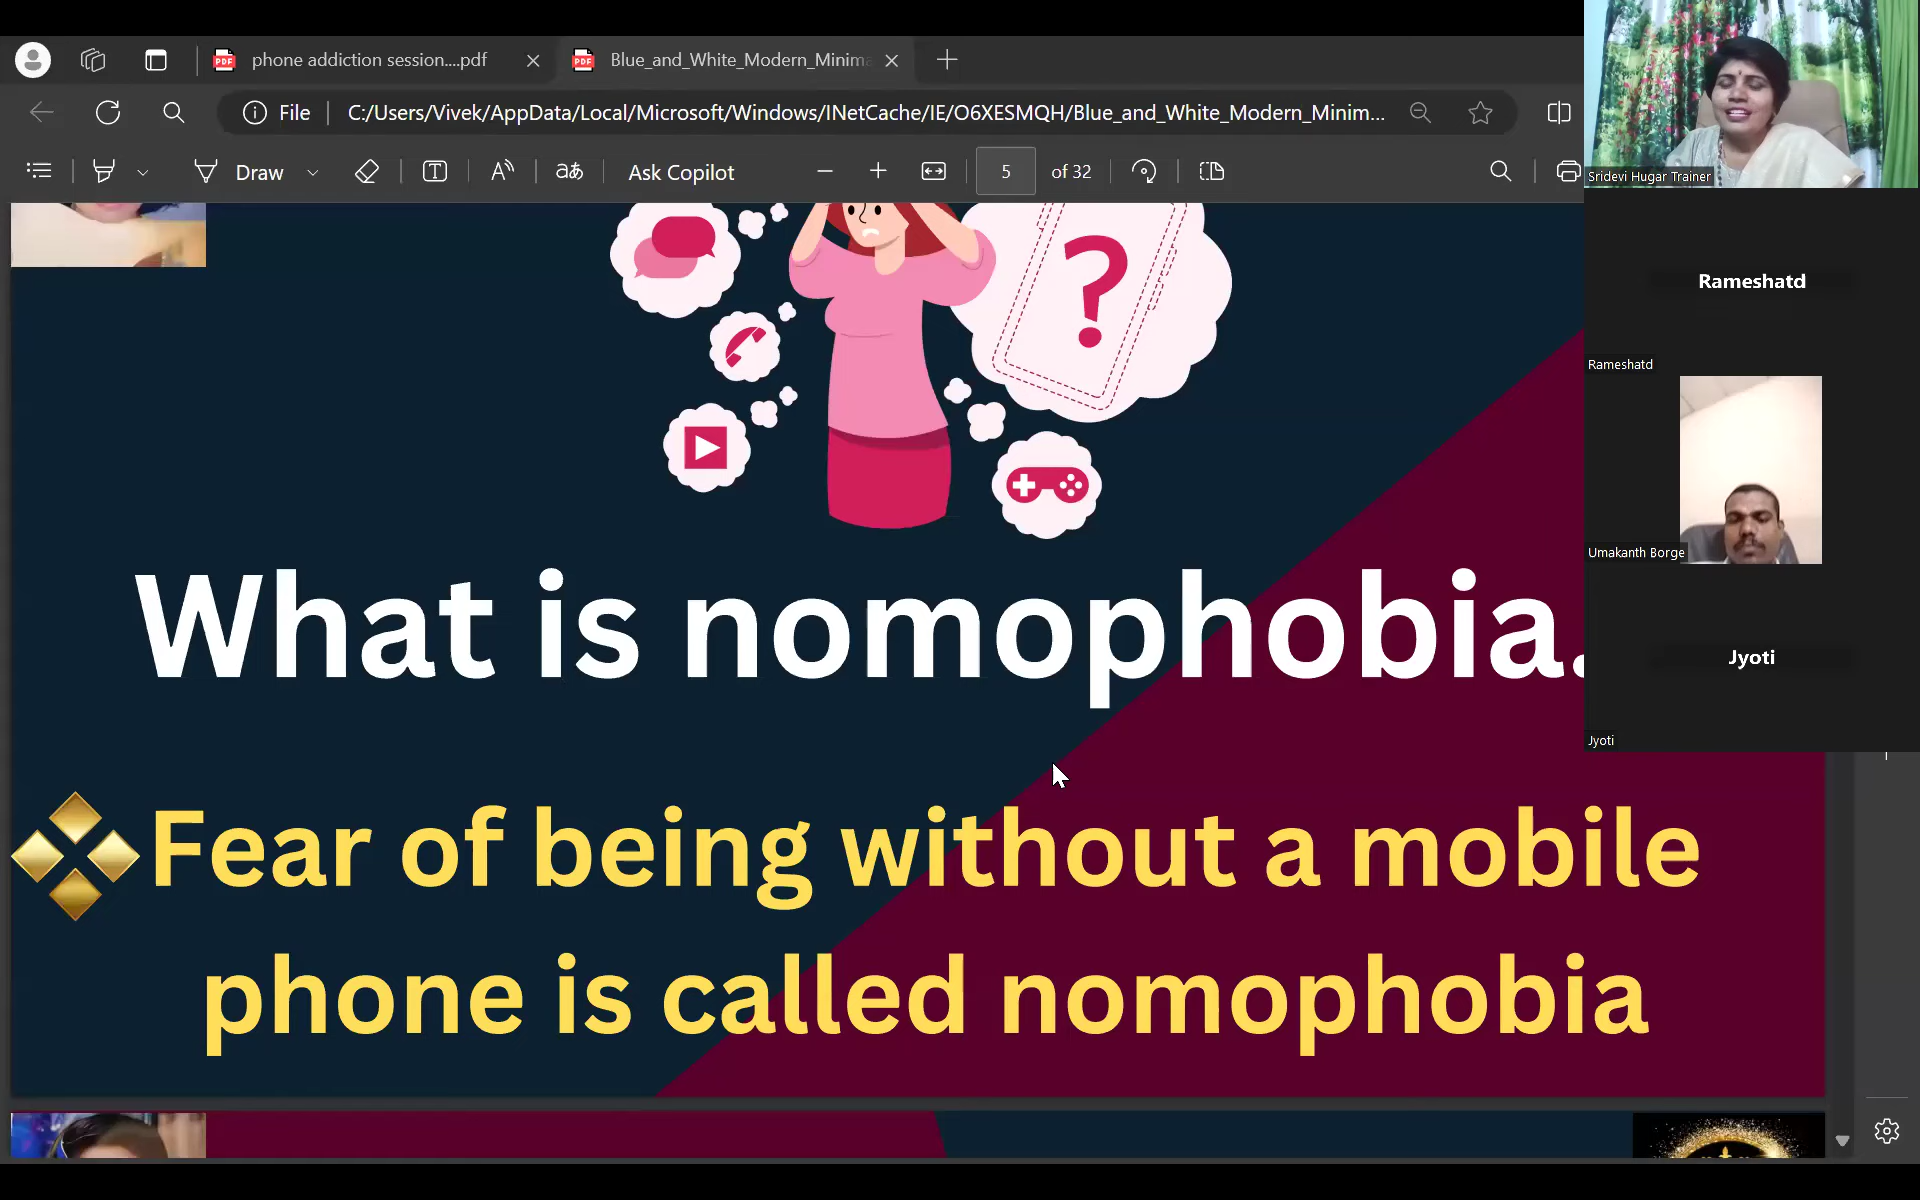 phone addiction session....pdf
Blue_and_White_Modern_Minima
File
C:/Users/Vivek/AppData/Local/Microsoft/Windows/INetCache/IE/O6XESMQH/Blue_and_White_Modern_Minim...
Draw
Ask Copilot
5 of 32
Sridevi Hugar Trainer
Rameshatd
Rameshatd
Umakanth Borge
Jyoti
Jyoti
What is nomophobia.
Fear of being without a mobile
phone is called nomophobia